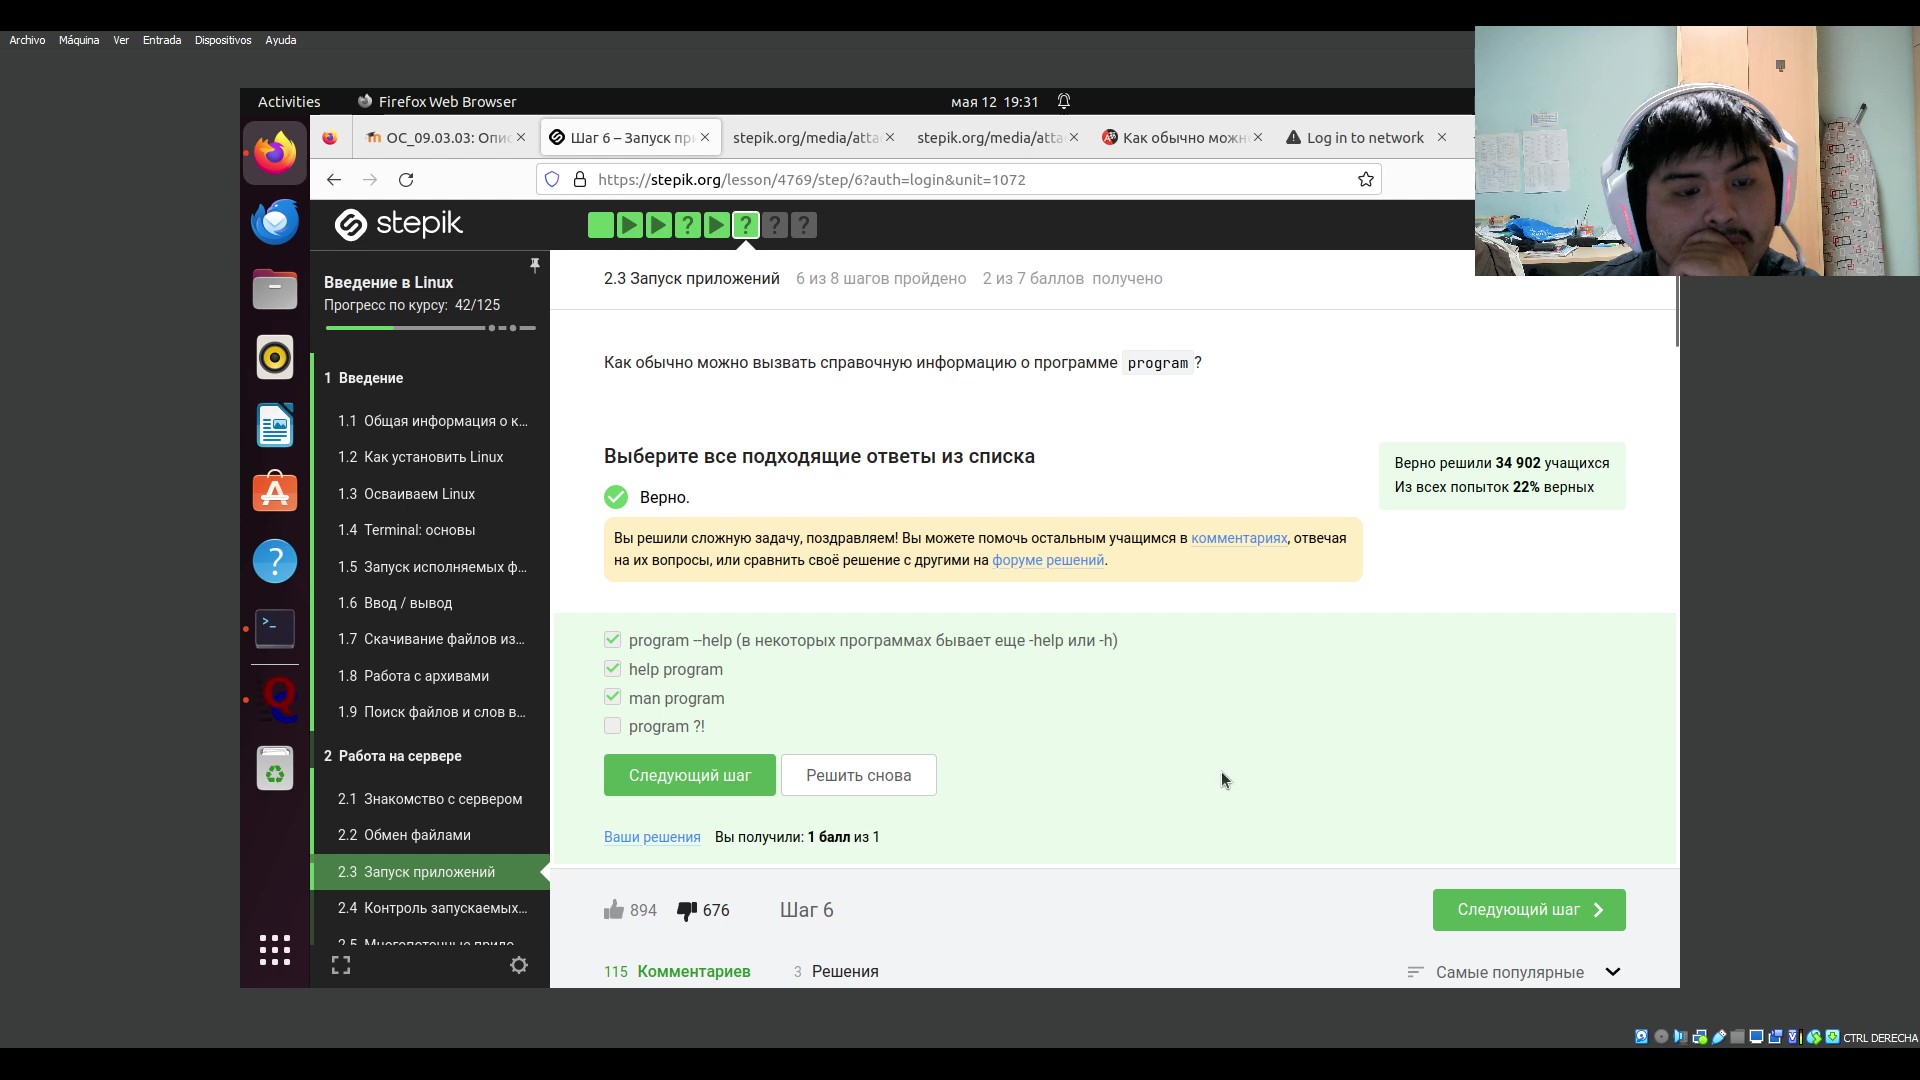 Archivo Máquina Ver Entrada Dispositivos Ayuda
Activities Firefox Web Browser мая 12 19:31
ОС_09.03.03: Опис Шаг 6 – Запуск при stepik.org/media/atta stepik.org/media/atta Как обычно можн Log in to network
https://stepik.org/lesson/4769/step/6?auth=login&unit=1072
stepik
Введение в Linux
Прогресс по курсу: 42/125
1 Введение
1.1 Общая информация о к...
1.2 Как установить Linux
1.3 Осваиваем Linux
1.4 Terminal: основы
1.5 Запуск исполняемых ф...
1.6 Ввод / вывод
1.7 Скачивание файлов из...
1.8 Работа с архивами
1.9 Поиск файлов и слов в...
2 Работа на сервере
2.1 Знакомство с сервером
2.2 Обмен файлами
2.3 Запуск приложений
2.4 Контроль запускаемых...
2.5 Многопоточные прило...
2.3 Запуск приложений 6 из 8 шагов пройдено 2 из 7 баллов получено
Как обычно можно вызвать справочную информацию о программе program?
Выберите все подходящие ответы из списка
Верно решили 34 902 учащихся
Из всех попыток 22% верных
Верно.
Вы решили сложную задачу, поздравляем! Вы можете помочь остальным учащимся в комментариях, отвечая
на их вопросы, или сравнить своё решение с другими на форуме решений.
program --help (в некоторых программах бывает еще -help или -h)
help program
man program
program ?!
Следующий шаг Решить снова
Ваши решения Вы получили: 1 балл из 1
894 676 Шаг 6 Следующий шаг
115 Комментариев 3 Решения Самые популярные
CTRL DERECHA